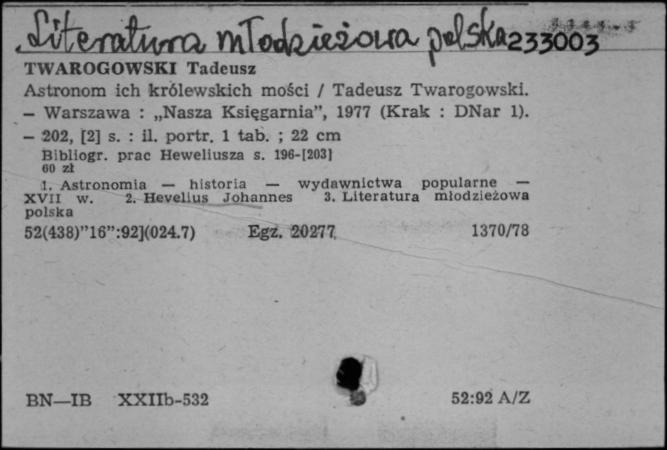 Literatura młodzieżowa polska 233003
TWAROGOWSKI Tadeusz
Astronom ich królewskich mości / Tadeusz Twarogowski.
— Warszawa : „Nasza Księgarnia”, 1977 (Krak : DNar 1).
— 202, [2] s. : il. portr. 1 tab. ; 22 cm
Bibliogr. prac Heweliusza s. 196-[203]
60 zł
1. Astronomia — historia — wydawnictwa popularne —
XVII w. 2. Hevelius Johannes 3. Literatura młodzieżowa
polska
52(438)”16”:92](024.7) Egz. 20277 1370/78
BN—IB XXIIb-532 52:92 A/Z